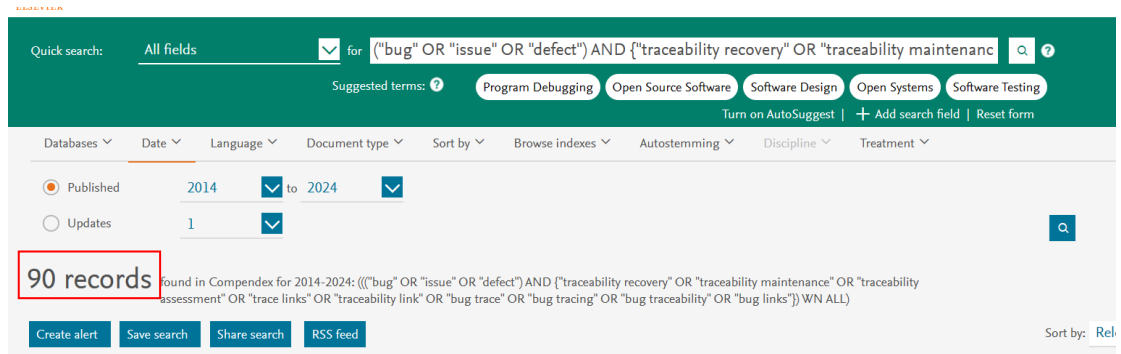 ELSEVIER
Quick search: All fields for ("bug" OR "issue" OR "defect") AND {"traceability recovery" OR "traceability maintenanc
Suggested terms: ? Program Debugging Open Source Software Software Design Open Systems Software Testing
Turn on AutoSuggest | + Add search field | Reset form
Databases Date Language Document type Sort by Browse indexes Autostemming Discipline Treatment
Published 2014 to 2024
Updates 1
90 records found in Compendex for 2014-2024: ((("bug" OR "issue" OR "defect") AND {"traceability recovery" OR "traceability maintenance" OR "traceability
assessment" OR "trace links" OR "traceability link" OR "bug trace" OR "bug tracing" OR "bug traceability" OR "bug links"}) WN ALL)
Create alert Save search Share search RSS feed Sort by: Rel